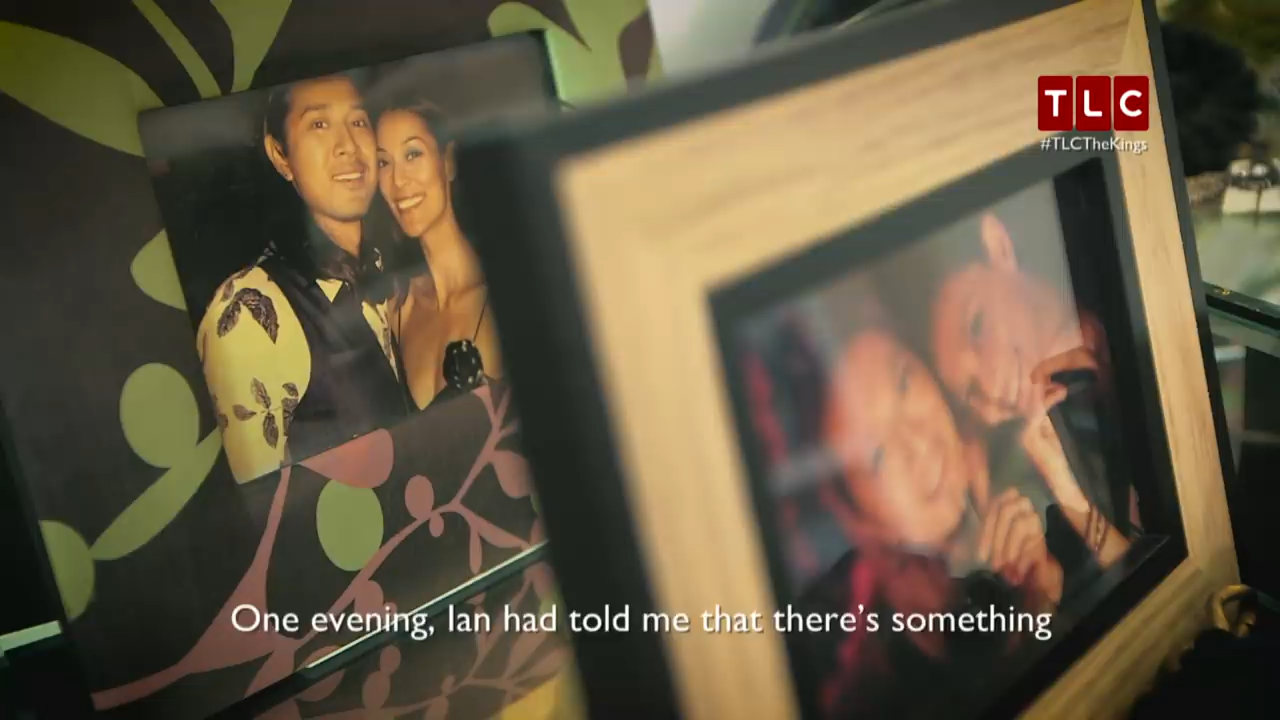 TLC
#TLCTheKings
One evening, Ian had told me that there's something